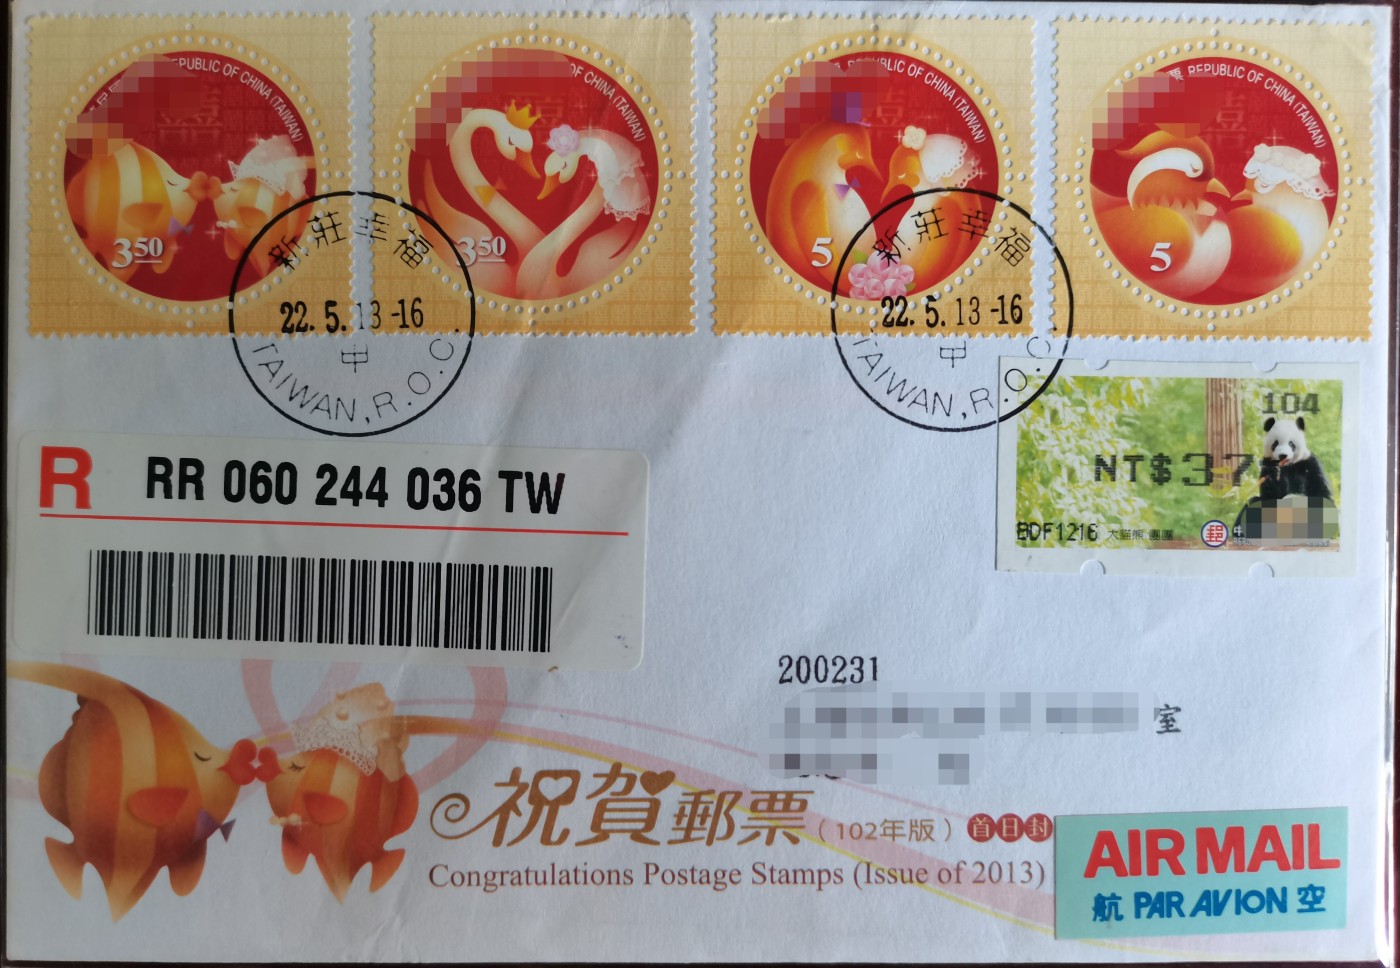 REPUBLIC OF CHINA (TAIWAN)
3 50
OF CHINA (TAIWAN)
3 50
REPUBLIC OF CHINA (TAIWAN)
5
票 REPUBLIC OF CHINA (TAIWAN)
5
新莊幸福
22. 5. 13 -16
甲
TAIWAN, R.O.C.
新莊幸福
22. 5. 13 -16
甲
TAIWAN, R.O.C.
104
NT$37
BDF1216 大貓熊 團團
郵 中
R RR 060 244 036 TW
200231
室
祝賀郵票(102年版)首日封
Congratulations Postage Stamps (Issue of 2013)
AIR MAIL
航 PAR AVION 空